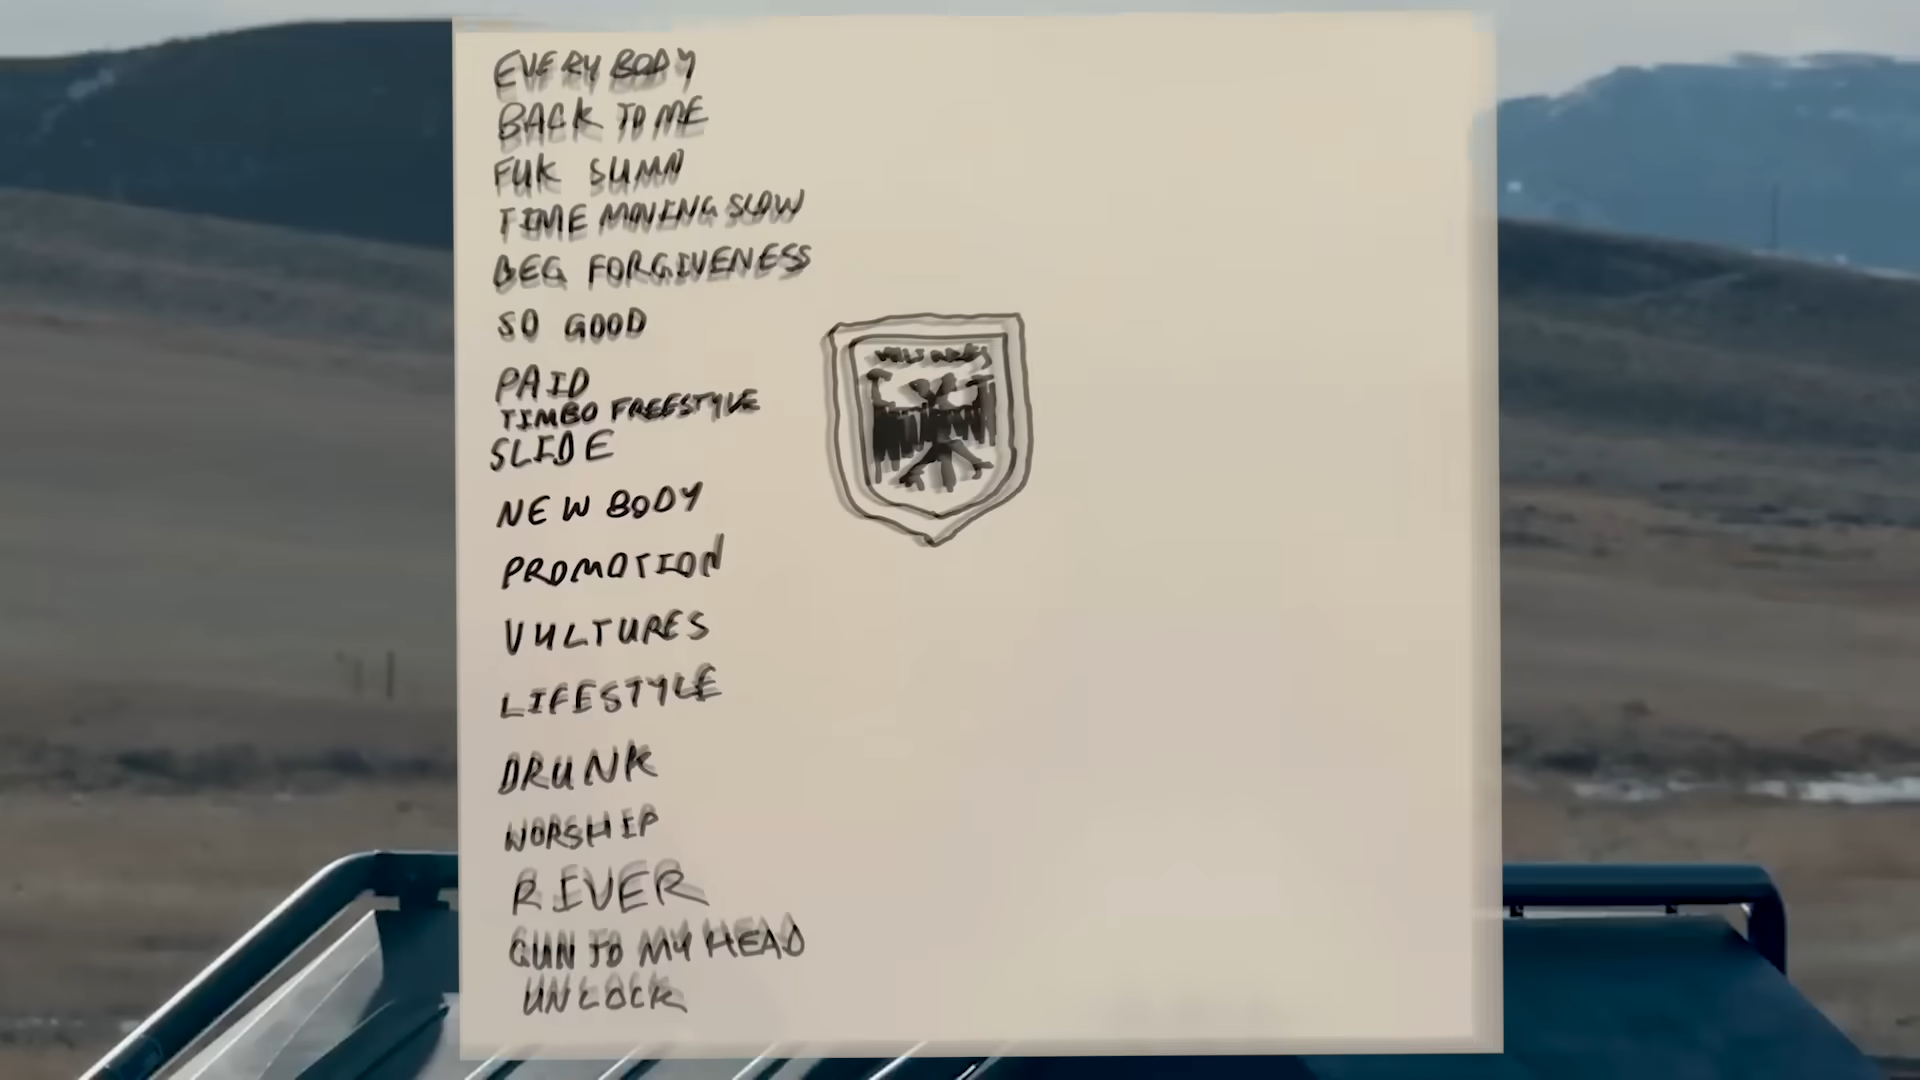 EVERYBODY
BACK TO ME
FUK SUMN
TIME MOVING SLOW
BEG FORGIVENESS
SO GOOD
PAID
TIMBO FREESTYLE
SLIDE
NEW BODY
PROMOTION
VULTURES
LIFESTYLE
DRUNK
WORSHIP
RIVER
GUN TO MY HEAD
UNLOCK